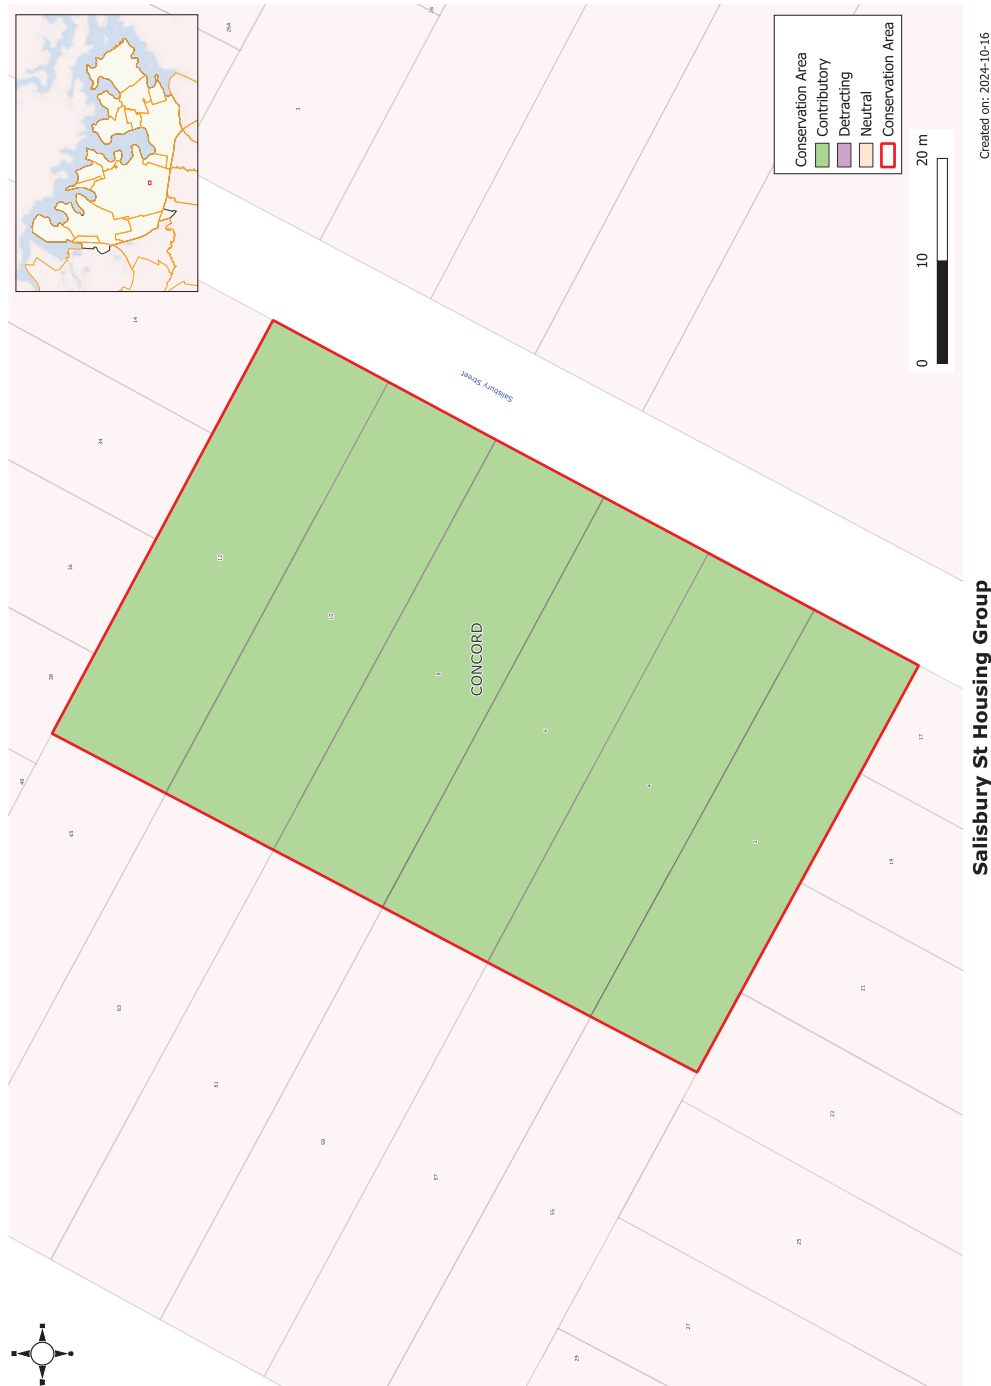 Salisbury St Housing Group
Created on: 2024-10-16
Conservation Area
Contributory
Detracting
Neutral
Conservation Area
0 10 20 m
CONCORD
Salisbury Street
26A
26
3
14
34
36
38
40
65
63
61
59
57
55
12
10
8
6
4
2
17
19
21
23
25
27
29